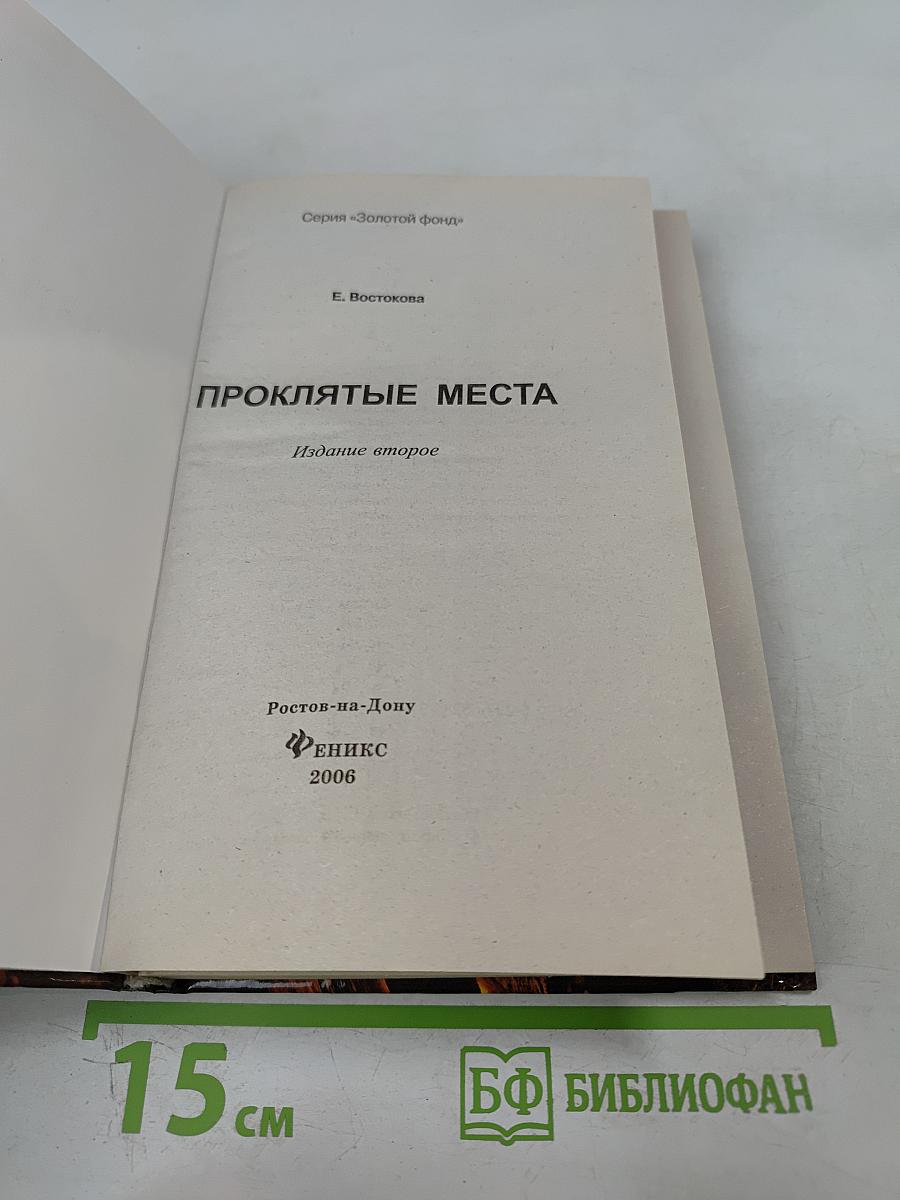 Серия «Золотой фонд»
Е. Востокова
ПРОКЛЯТЫЕ МЕСТА
Издание второе
Ростов-на-Дону
ФЕНИКС
2006
15 см
БФ БИБЛИОФАН